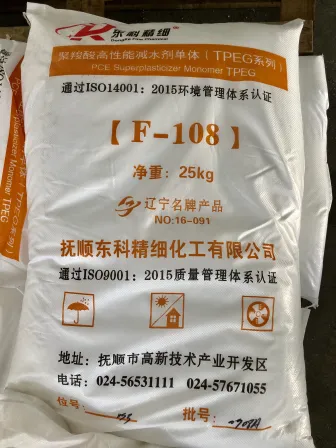 东科精细
聚羧酸高性能减水剂单体(TPEG系列)
PCE Superplasticizer Monomer TPEG
通过ISO14001:2015环境管理体系认证
【F-108】
净重:25kg
辽宁名牌产品
NO:16-091
抚顺东科精细化工有限公司
通过ISO9001:2015质量管理体系认证
地址:抚顺市高新技术产业开发区
电话:024-56531111 024-57671055
位号: 批号: